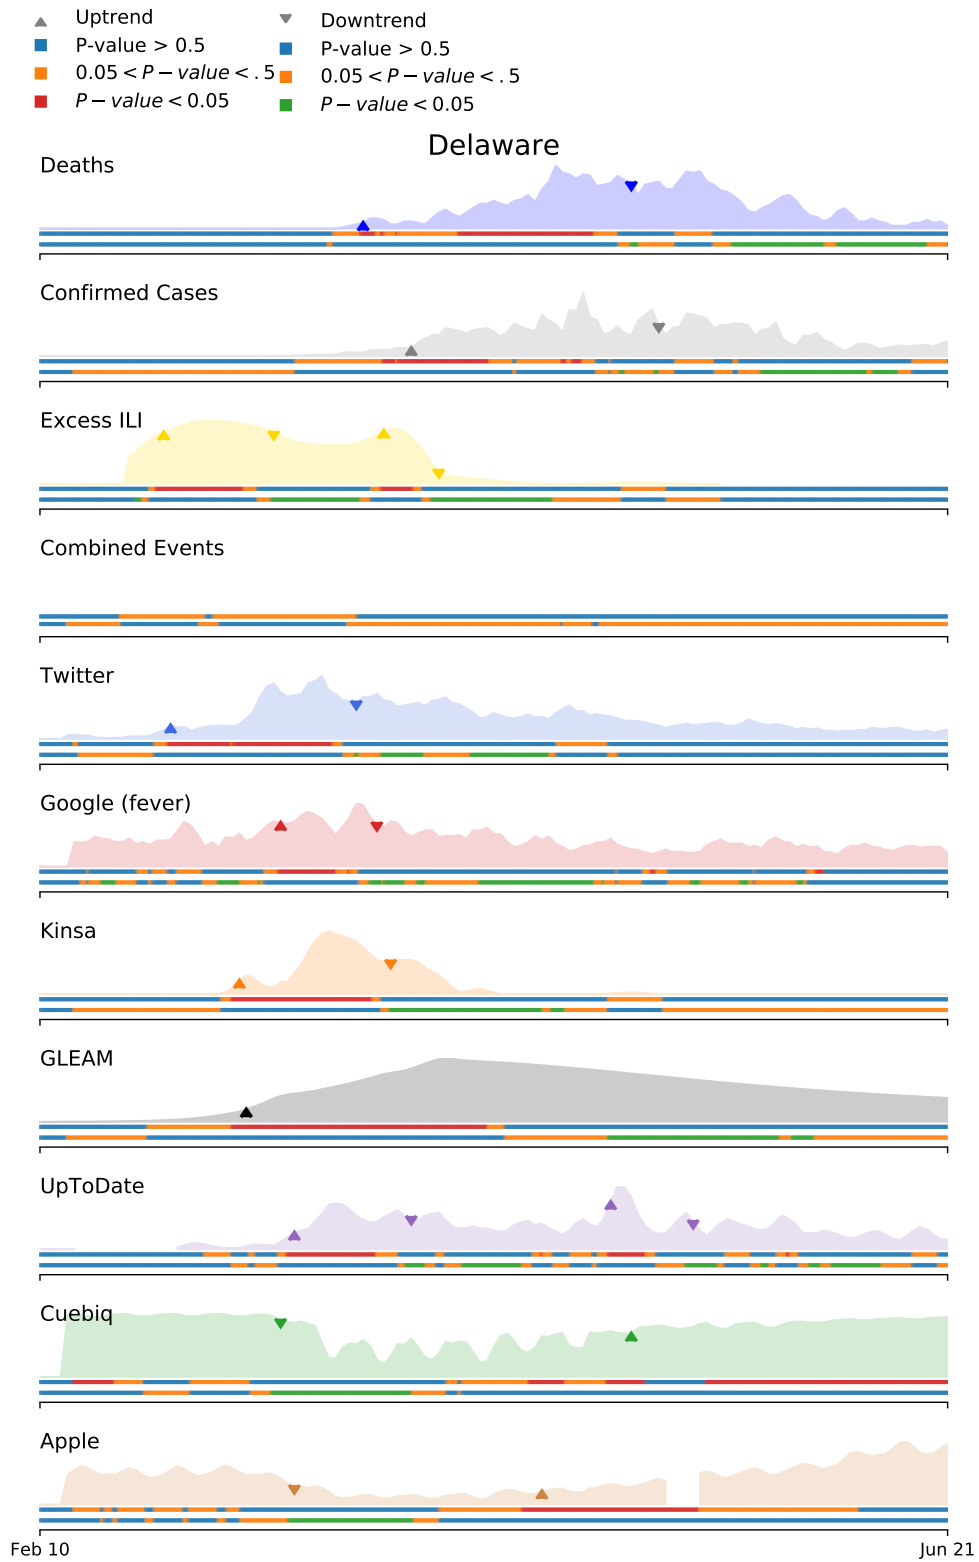 Uptrend
P-value > 0.5
0.05 < P − value < .5
P − value < 0.05
Downtrend
P-value > 0.5
0.05 < P − value < .5
P − value < 0.05
Delaware
Deaths
Confirmed Cases
Excess ILI
Combined Events
Twitter
Google (fever)
Kinsa
GLEAM
UpToDate
Cuebiq
Apple
Feb 10
Jun 21